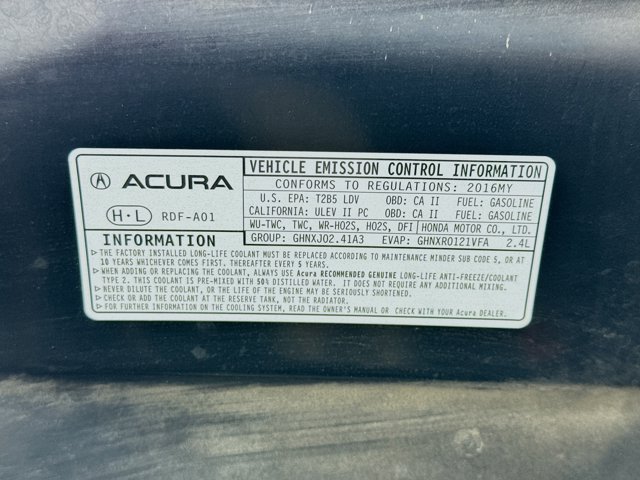 ACURA
H·L RDF-A01
VEHICLE EMISSION CONTROL INFORMATION
CONFORMS TO REGULATIONS: 2016MY
U.S. EPA: T2B5 LDV OBD: CA II FUEL: GASOLINE
CALIFORNIA: ULEV II PC OBD: CA II FUEL: GASOLINE
WU-TWC, TWC, WR-HO2S, HO2S, DFI HONDA MOTOR CO., LTD.
GROUP: GHNXJ02.41A3 EVAP: GHNXR0121VFA 2.4L
INFORMATION
▶THE FACTORY INSTALLED LONG-LIFE COOLANT MUST BE REPLACED ACCORDING TO MAINTENANCE MINDER SUB CODE 5, OR AT
10 YEARS WHICHEVER COMES FIRST. THEREAFTER EVERY 5 YEARS.
▶WHEN ADDING OR REPLACING THE COOLANT, ALWAYS USE Acura RECOMMENDED GENUINE LONG-LIFE ANTI-FREEZE/COOLANT
TYPE 2. THIS COOLANT IS PRE-MIXED WITH 50% DISTILLED WATER. IT DOES NOT REQUIRE ANY ADDITIONAL MIXING.
▶NEVER DILUTE THE COOLANT, OR THE LIFE OF THE ENGINE MAY BE SERIOUSLY SHORTENED.
▶CHECK OR ADD THE COOLANT AT THE RESERVE TANK, NOT THE RADIATOR.
▶FOR FURTHER INFORMATION ON THE COOLING SYSTEM, READ THE OWNER'S MANUAL OR CHECK WITH YOUR Acura DEALER.